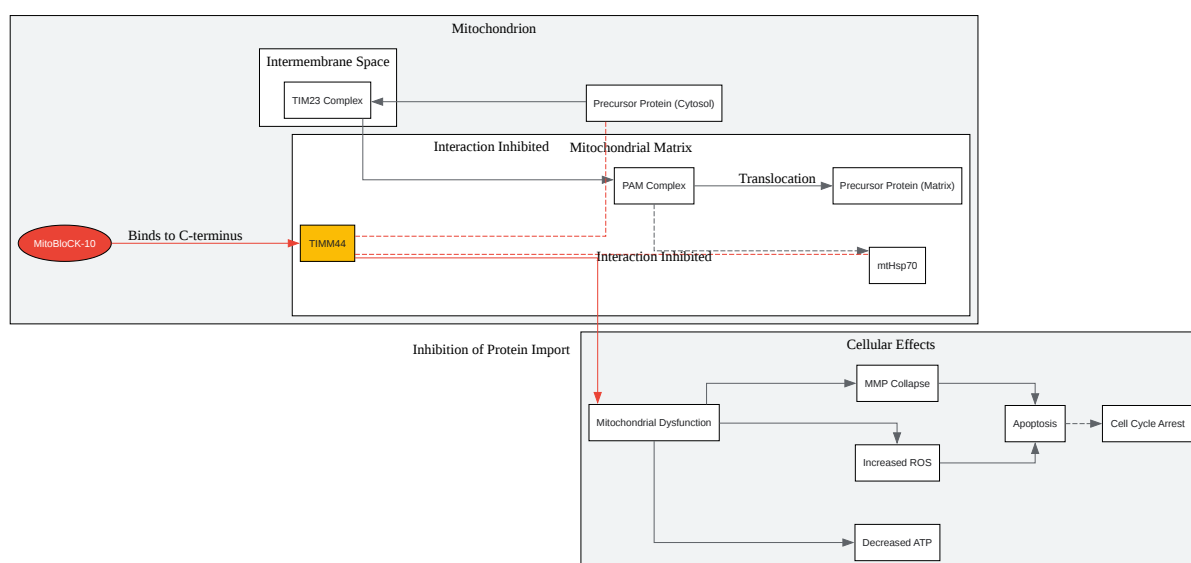 Mitochondrion
Intermembrane Space
TIM23 Complex
Precursor Protein (Cytosol)
Interaction Inhibited
Mitochondrial Matrix
PAM Complex
Translocation
Precursor Protein (Matrix)
MitoBloCK-10
Binds to C-terminus
TIMM44
Interaction Inhibited
mtHsp70
Inhibition of Protein Import
Cellular Effects
MMP Collapse
Mitochondrial Dysfunction
Apoptosis
Cell Cycle Arrest
Increased ROS
Decreased ATP